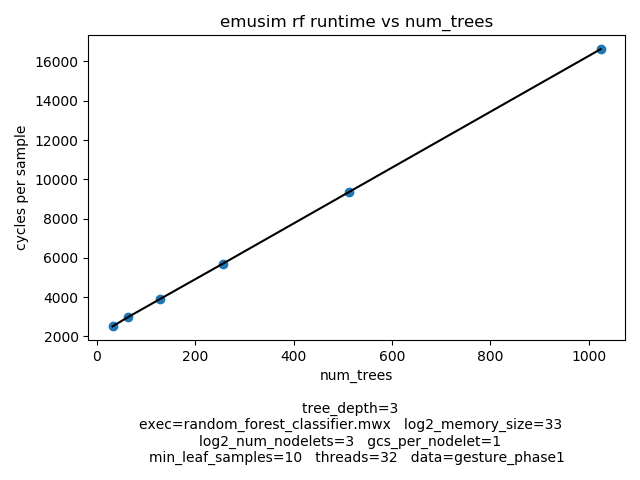 emusim rf runtime vs num_trees
cycles per sample
16000
14000
12000
10000
8000
6000
4000
2000
0 200 400 600 800 1000
num_trees
tree_depth=3
exec=random_forest_classifier.mwx log2_memory_size=33
log2_num_nodelets=3 gcs_per_nodelet=1
min_leaf_samples=10 threads=32 data=gesture_phase1